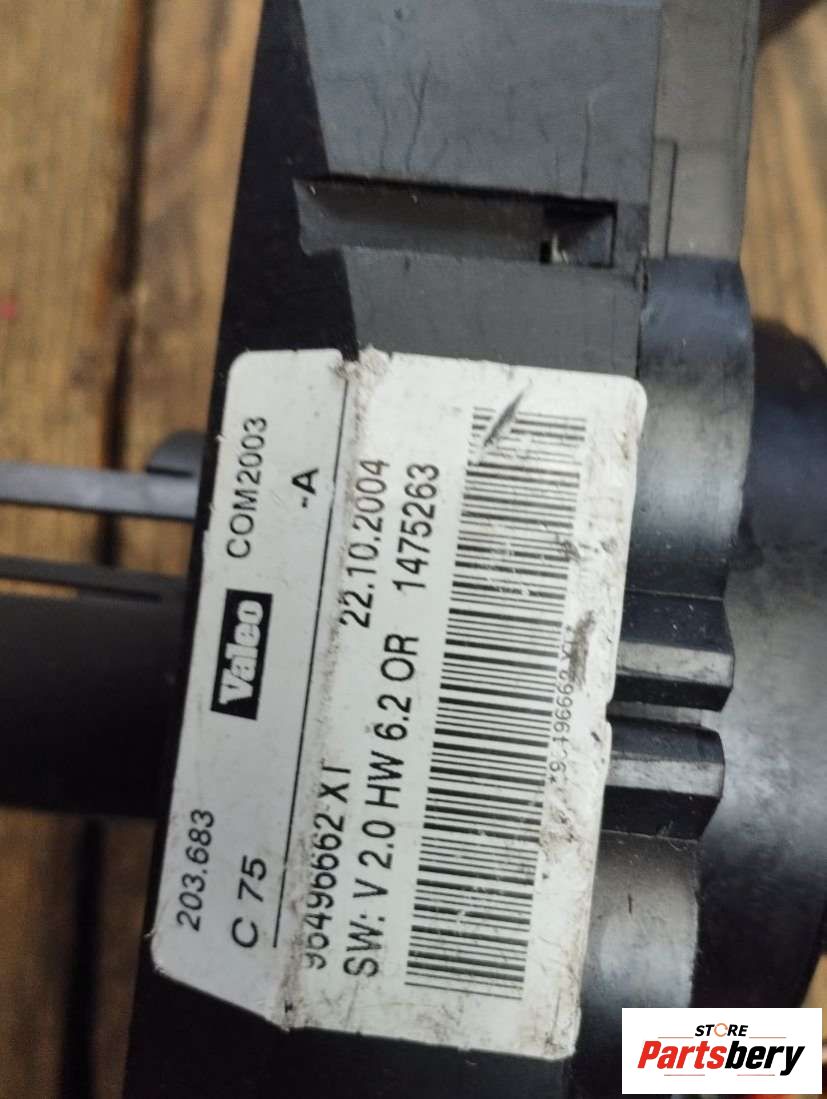 203.683 Valeo COM2003
C 75 -A
96496662 XT 22.10.2004
SW: V 2.0 HW 6.2 OR 1475263
STORE
Partsbery